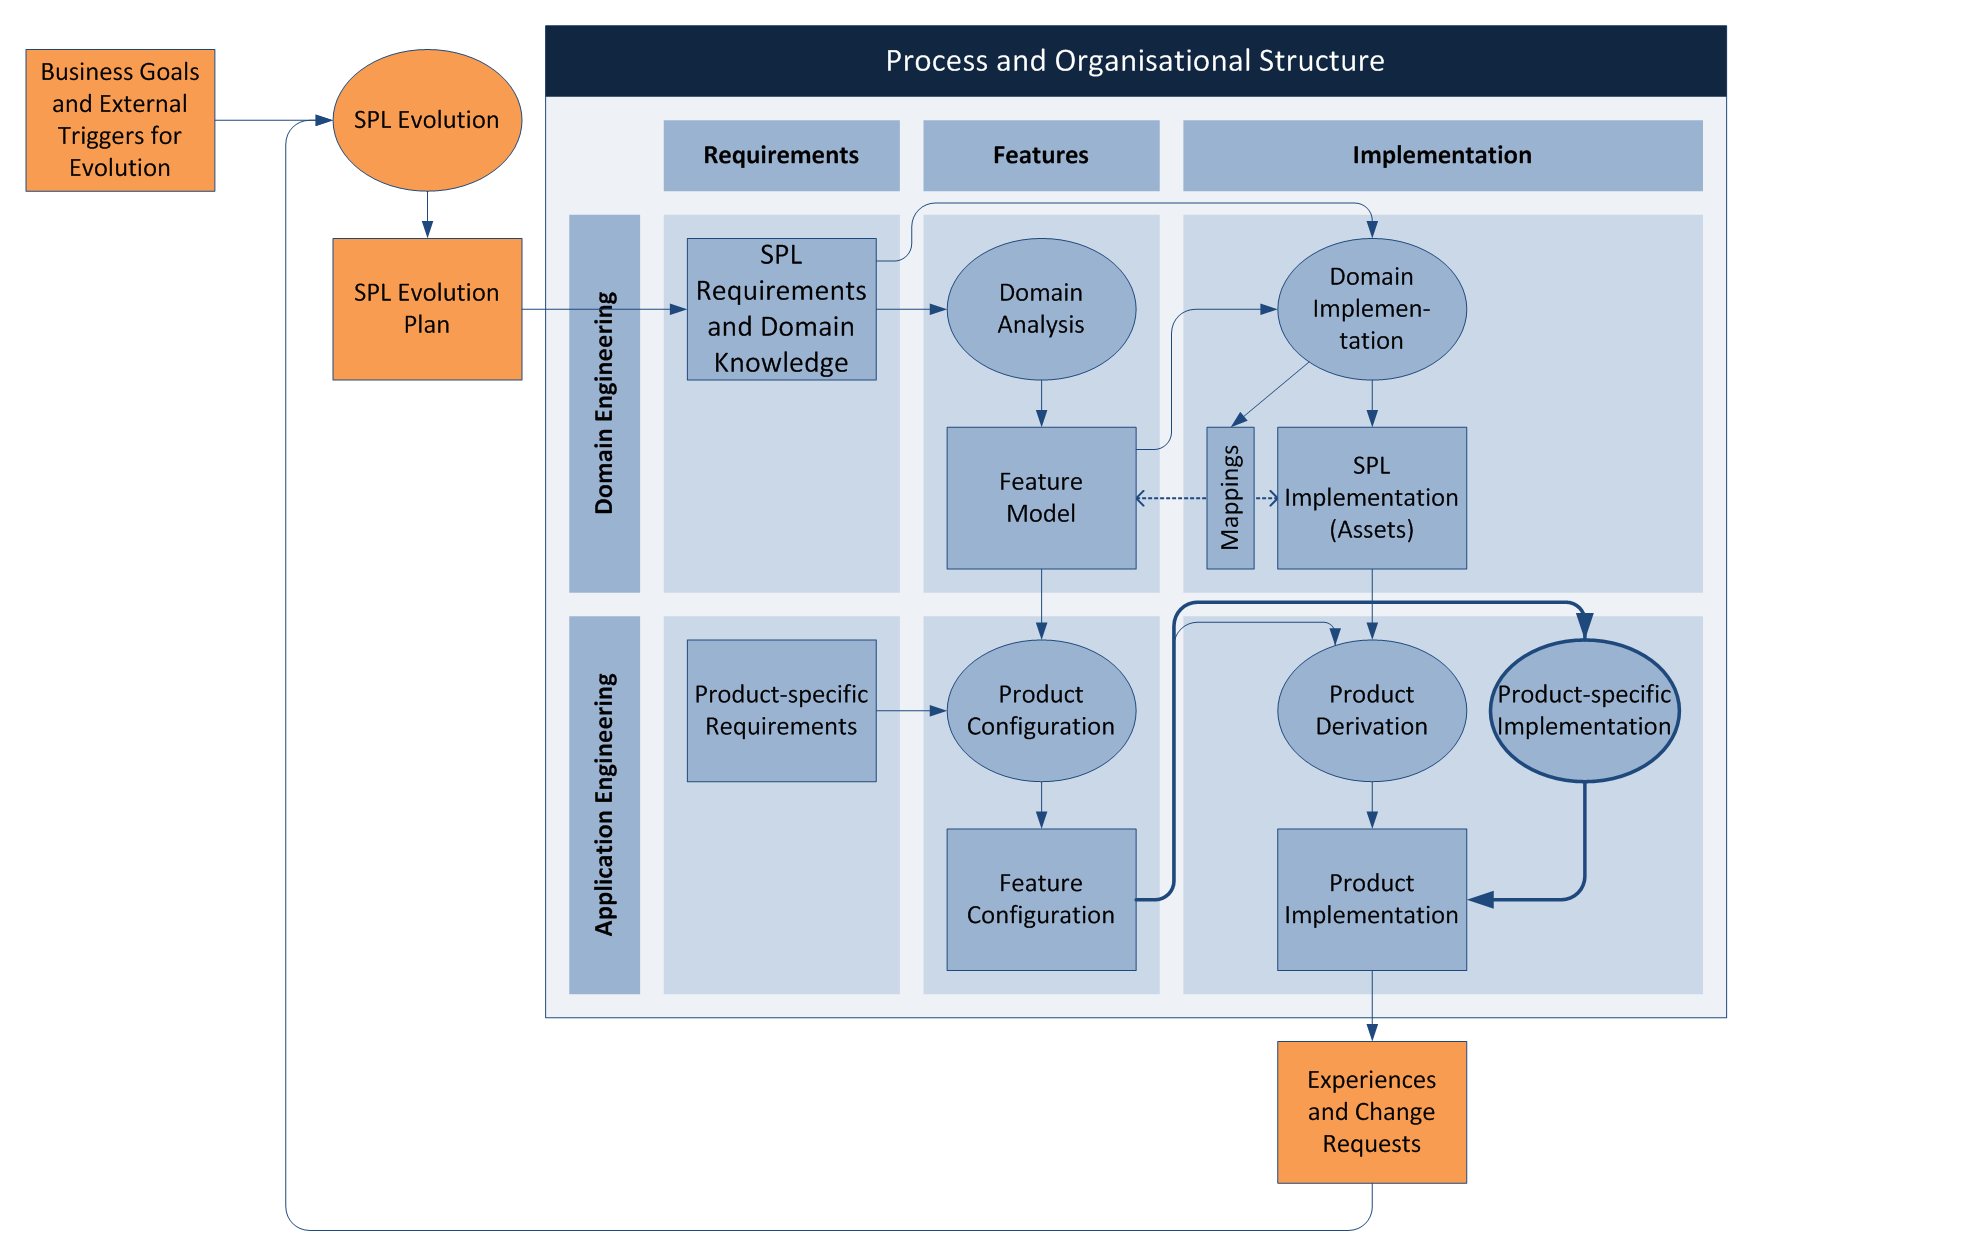 Process and Organisational Structure
Business Goals
and External
Triggers for
Evolution
SPL Evolution
SPL Evolution
Plan
Requirements
Features
Implementation
Domain Engineering
SPL
Requirements
and Domain
Knowledge
Domain
Analysis
Domain
Implemen-
tation
Feature
Model
Mappings
SPL
Implementation
(Assets)
Application Engineering
Product-specific
Requirements
Product
Configuration
Product
Derivation
Product-specific
Implementation
Feature
Configuration
Product
Implementation
Experiences
and Change
Requests